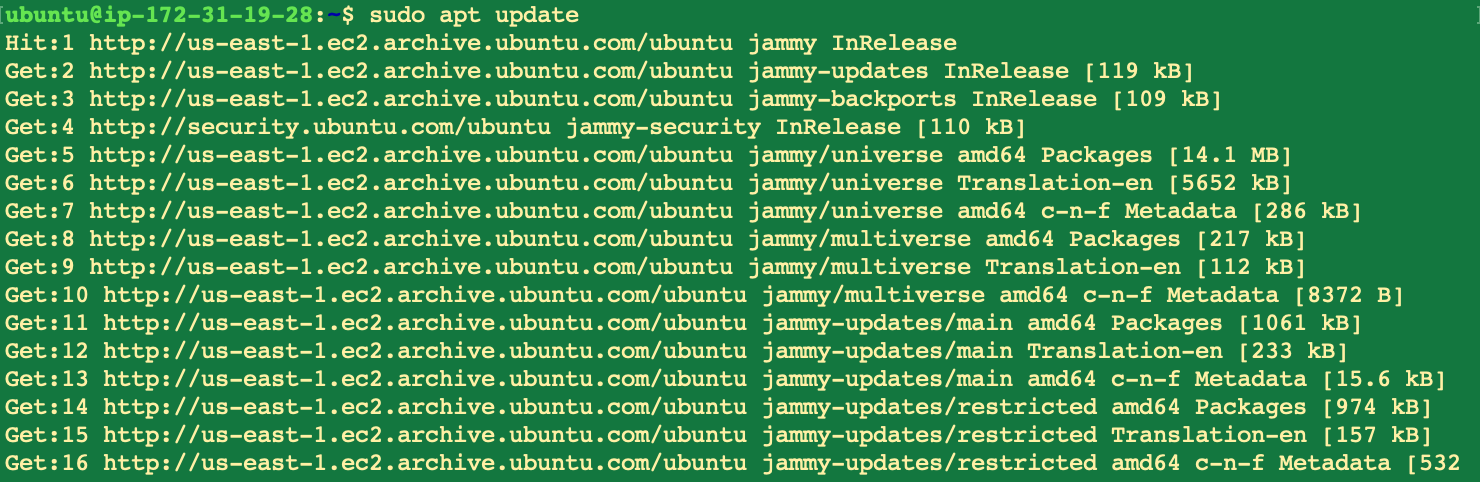 [ubuntu@ip-172-31-19-28:~$ sudo apt update
Hit:1 http://us-east-1.ec2.archive.ubuntu.com/ubuntu jammy InRelease
Get:2 http://us-east-1.ec2.archive.ubuntu.com/ubuntu jammy-updates InRelease [119 kB]
Get:3 http://us-east-1.ec2.archive.ubuntu.com/ubuntu jammy-backports InRelease [109 kB]
Get:4 http://security.ubuntu.com/ubuntu jammy-security InRelease [110 kB]
Get:5 http://us-east-1.ec2.archive.ubuntu.com/ubuntu jammy/universe amd64 Packages [14.1 MB]
Get:6 http://us-east-1.ec2.archive.ubuntu.com/ubuntu jammy/universe Translation-en [5652 kB]
Get:7 http://us-east-1.ec2.archive.ubuntu.com/ubuntu jammy/universe amd64 c-n-f Metadata [286 kB]
Get:8 http://us-east-1.ec2.archive.ubuntu.com/ubuntu jammy/multiverse amd64 Packages [217 kB]
Get:9 http://us-east-1.ec2.archive.ubuntu.com/ubuntu jammy/multiverse Translation-en [112 kB]
Get:10 http://us-east-1.ec2.archive.ubuntu.com/ubuntu jammy/multiverse amd64 c-n-f Metadata [8372 B]
Get:11 http://us-east-1.ec2.archive.ubuntu.com/ubuntu jammy-updates/main amd64 Packages [1061 kB]
Get:12 http://us-east-1.ec2.archive.ubuntu.com/ubuntu jammy-updates/main Translation-en [233 kB]
Get:13 http://us-east-1.ec2.archive.ubuntu.com/ubuntu jammy-updates/main amd64 c-n-f Metadata [15.6 kB]
Get:14 http://us-east-1.ec2.archive.ubuntu.com/ubuntu jammy-updates/restricted amd64 Packages [974 kB]
Get:15 http://us-east-1.ec2.archive.ubuntu.com/ubuntu jammy-updates/restricted Translation-en [157 kB]
Get:16 http://us-east-1.ec2.archive.ubuntu.com/ubuntu jammy-updates/restricted amd64 c-n-f Metadata [532